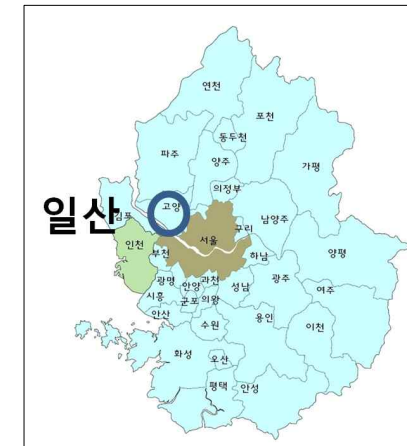 연천
포천
동두천
파주
양주
가평
의정부
고양
일산
김포
남양주
구리
서울
인천
양평
부천
하남
광명
안양
과천
성남
광주
여주
시흥
군포
의왕
안산
수원
용인
이천
화성
오산
평택
안성